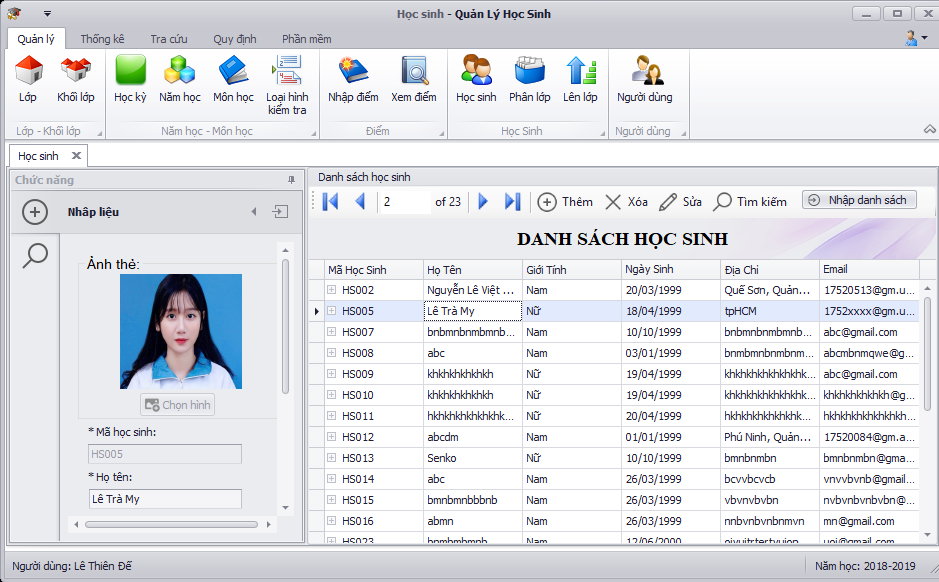 Học sinh - Quản Lý Học Sinh
Quản lý Thống kê Tra cứu Quy định Phần mềm
Lớp Khối lớp Học kỳ Năm học Môn học Loại hình kiểm tra Nhập điểm Xem điểm Học sinh Phân lớp Lên lớp Người dùng
Lớp - Khối lớp Năm học - Môn học Điểm Học Sinh Người dùng
Học sinh
Chức năng
Nhâp liệu
Ảnh thẻ:
Chọn hình
* Mã học sinh:
HS005
* Họ tên:
Lê Trà My
Danh sách học sinh
2 of 23 Thêm Xóa Sửa Tìm kiếm Nhập danh sách
DANH SÁCH HỌC SINH
Mã Học Sinh Họ Tên Giới Tính Ngày Sinh Địa Chỉ Email
HS002 Nguyễn Lê Việt ... Nam 20/03/1999 Quế Sơn, Quản... 17520513@gm.u...
HS005 Lê Trà My Nữ 18/04/1999 tpHCM 1752xxxx@gm.u...
HS007 bnbmnbnmbmnb... Nam 10/10/1999 bnbmnbnmbmnb... abc@gmail.com
HS008 abc Nam 03/01/1999 bnmbmnbnmbnm... abcmbnmqwe@g...
HS009 khkhkhkhkhkh Nữ 19/04/1999 khkhkhkhkhkhkhk... abc@gmail.com
HS010 khkhkhkhkhkh Nữ 19/04/1999 khkhkhkhkhkhkhk... khkhkhkhkhkh@g...
HS011 hkhkhkhkhkhkhk... Nữ 20/04/1999 hkhkhkhkhkhkhk... hkhkhkhkhkhkhkh...
HS012 abcdm Nam 01/01/1999 Phú Ninh, Quản... 17520084@gm.a...
HS013 Senko Nữ 10/10/1999 bmnbnmbn bmnbnmbn@gma...
HS014 abc Nam 26/03/1999 bcvvbcvcb vnvvbvnb@gmail...
HS015 bmnbmnbbnb Nam 26/03/1999 vbvnvbvbn nvbnvbnvbnvbn@...
HS016 abmn Nam 26/03/1999 nnbvnbvnbnmvn mn@gmail.com
HS023 Nam 12/06/2000
Người dùng: Lê Thiên Đế
Năm học: 2018-2019